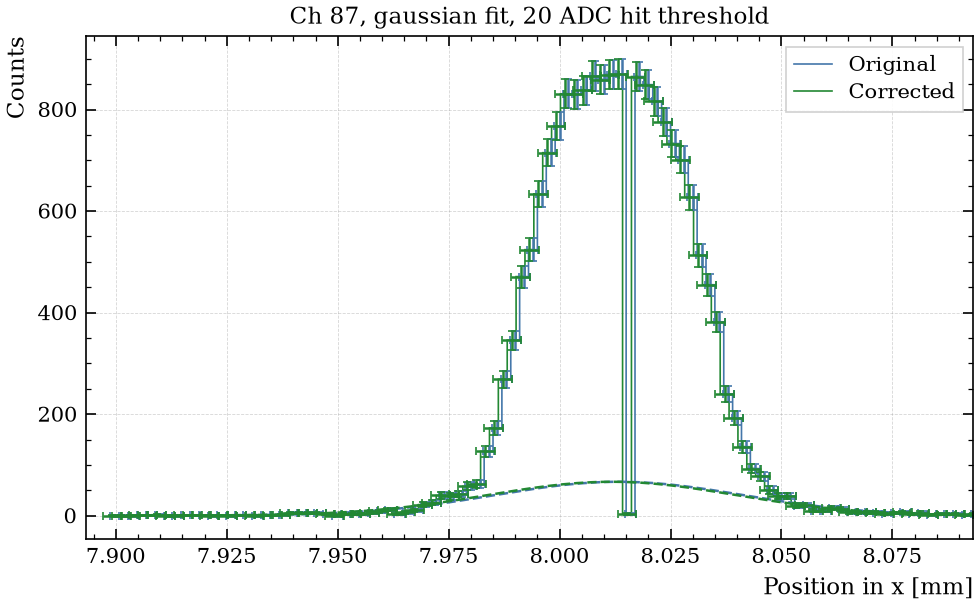 Ch 87, gaussian fit, 20 ADC hit threshold
Counts
Original
Corrected
800
600
400
200
0
7.900 7.925 7.950 7.975 8.000 8.025 8.050 8.075
Position in x [mm]